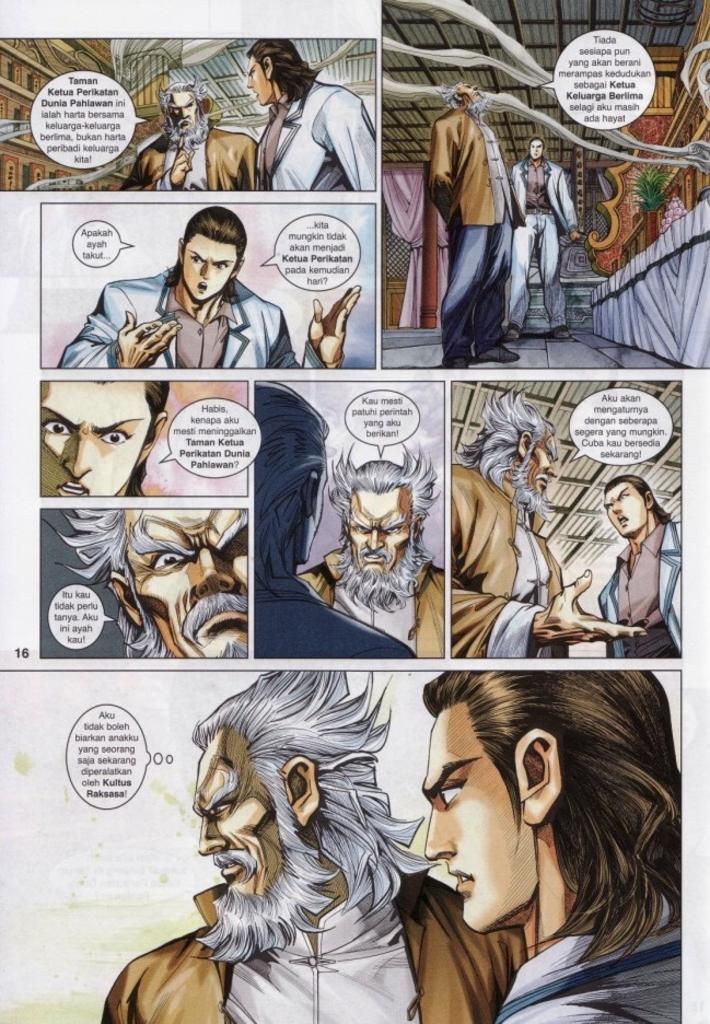 Taman
Ketua Perikatan
Dunia Pahlawan ini
ialah harta bersama
keluarga-keluarga
berlima, bukan harta
peribadi keluarga
kita!
Tiada
sesiapa pun
yang akan berani
merampas kedudukan
sebagai Ketua
Keluarga Berlima
selagi aku masih
ada hayat
Apakah
ayah
takut...
...kita
mungkin tidak
akan menjadi
Ketua Perikatan
pada kemudian
hari?
Habis,
kenapa aku
mesti meninggalkan
Taman Ketua
Perikatan Dunia
Pahlawan?
Itu kau
tidak perlu
tanya. Aku
ini ayah
kau!
Kau mesti
patuhi perintah
yang aku
berikan!
Aku akan
mengaturnya
dengan seberapa
segera yang mungkin.
Cuba kau bersedia
sekarang!
16
Aku
tidak boleh
biarkan anakku
yang seorang
saja sekarang
diperalatkan
oleh Kultus
Raksasa!